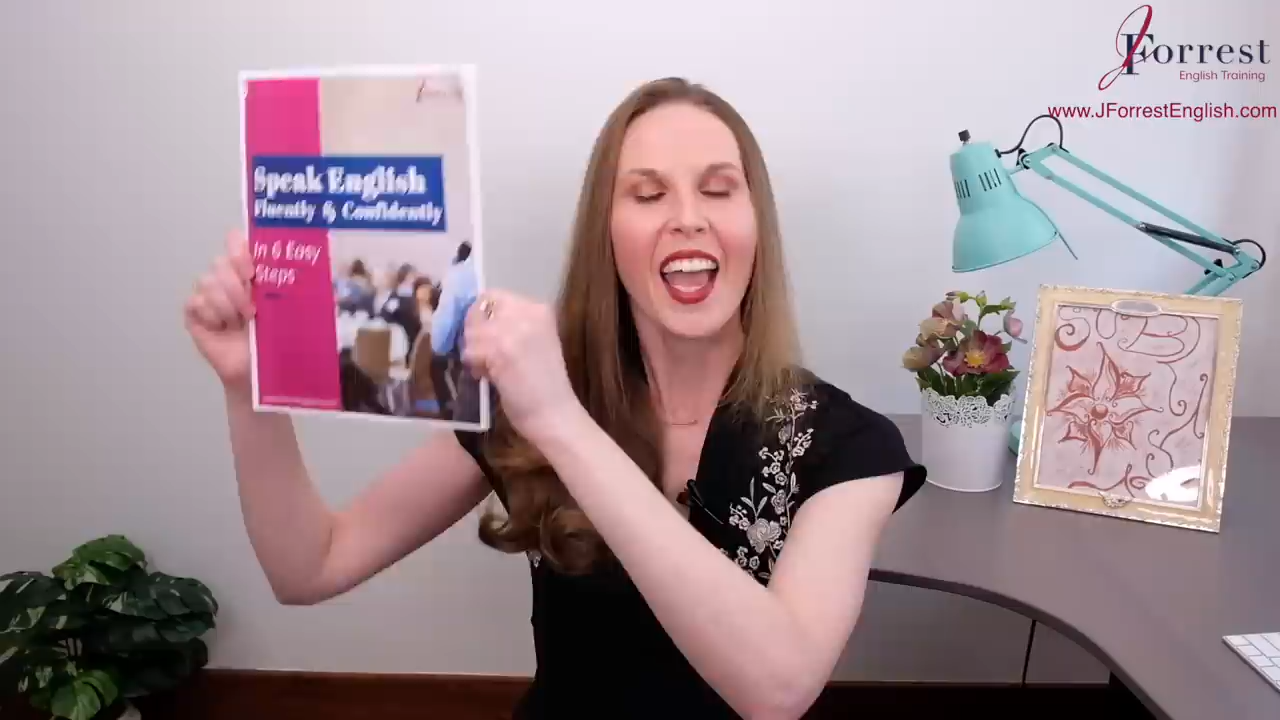 JForrest
English Training
www.JForrestEnglish.com
Speak English
Fluently & Confidently
In 6 Easy
Steps